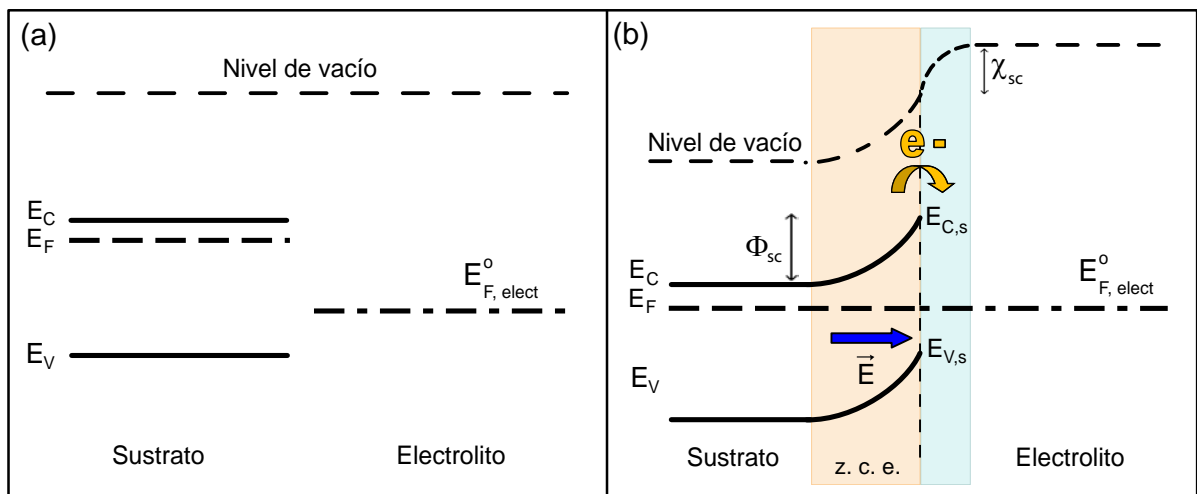 (a)
Nivel de vacío
E_C
E_F
E°_F, elect
E_V
Sustrato
Electrolito
(b)
χ_sc
Nivel de vacío
e -
E_C,s
Φ_sc
E_C
E°_F, elect
E_F
E_V,s
E
E_V
Sustrato
z. c. e.
Electrolito